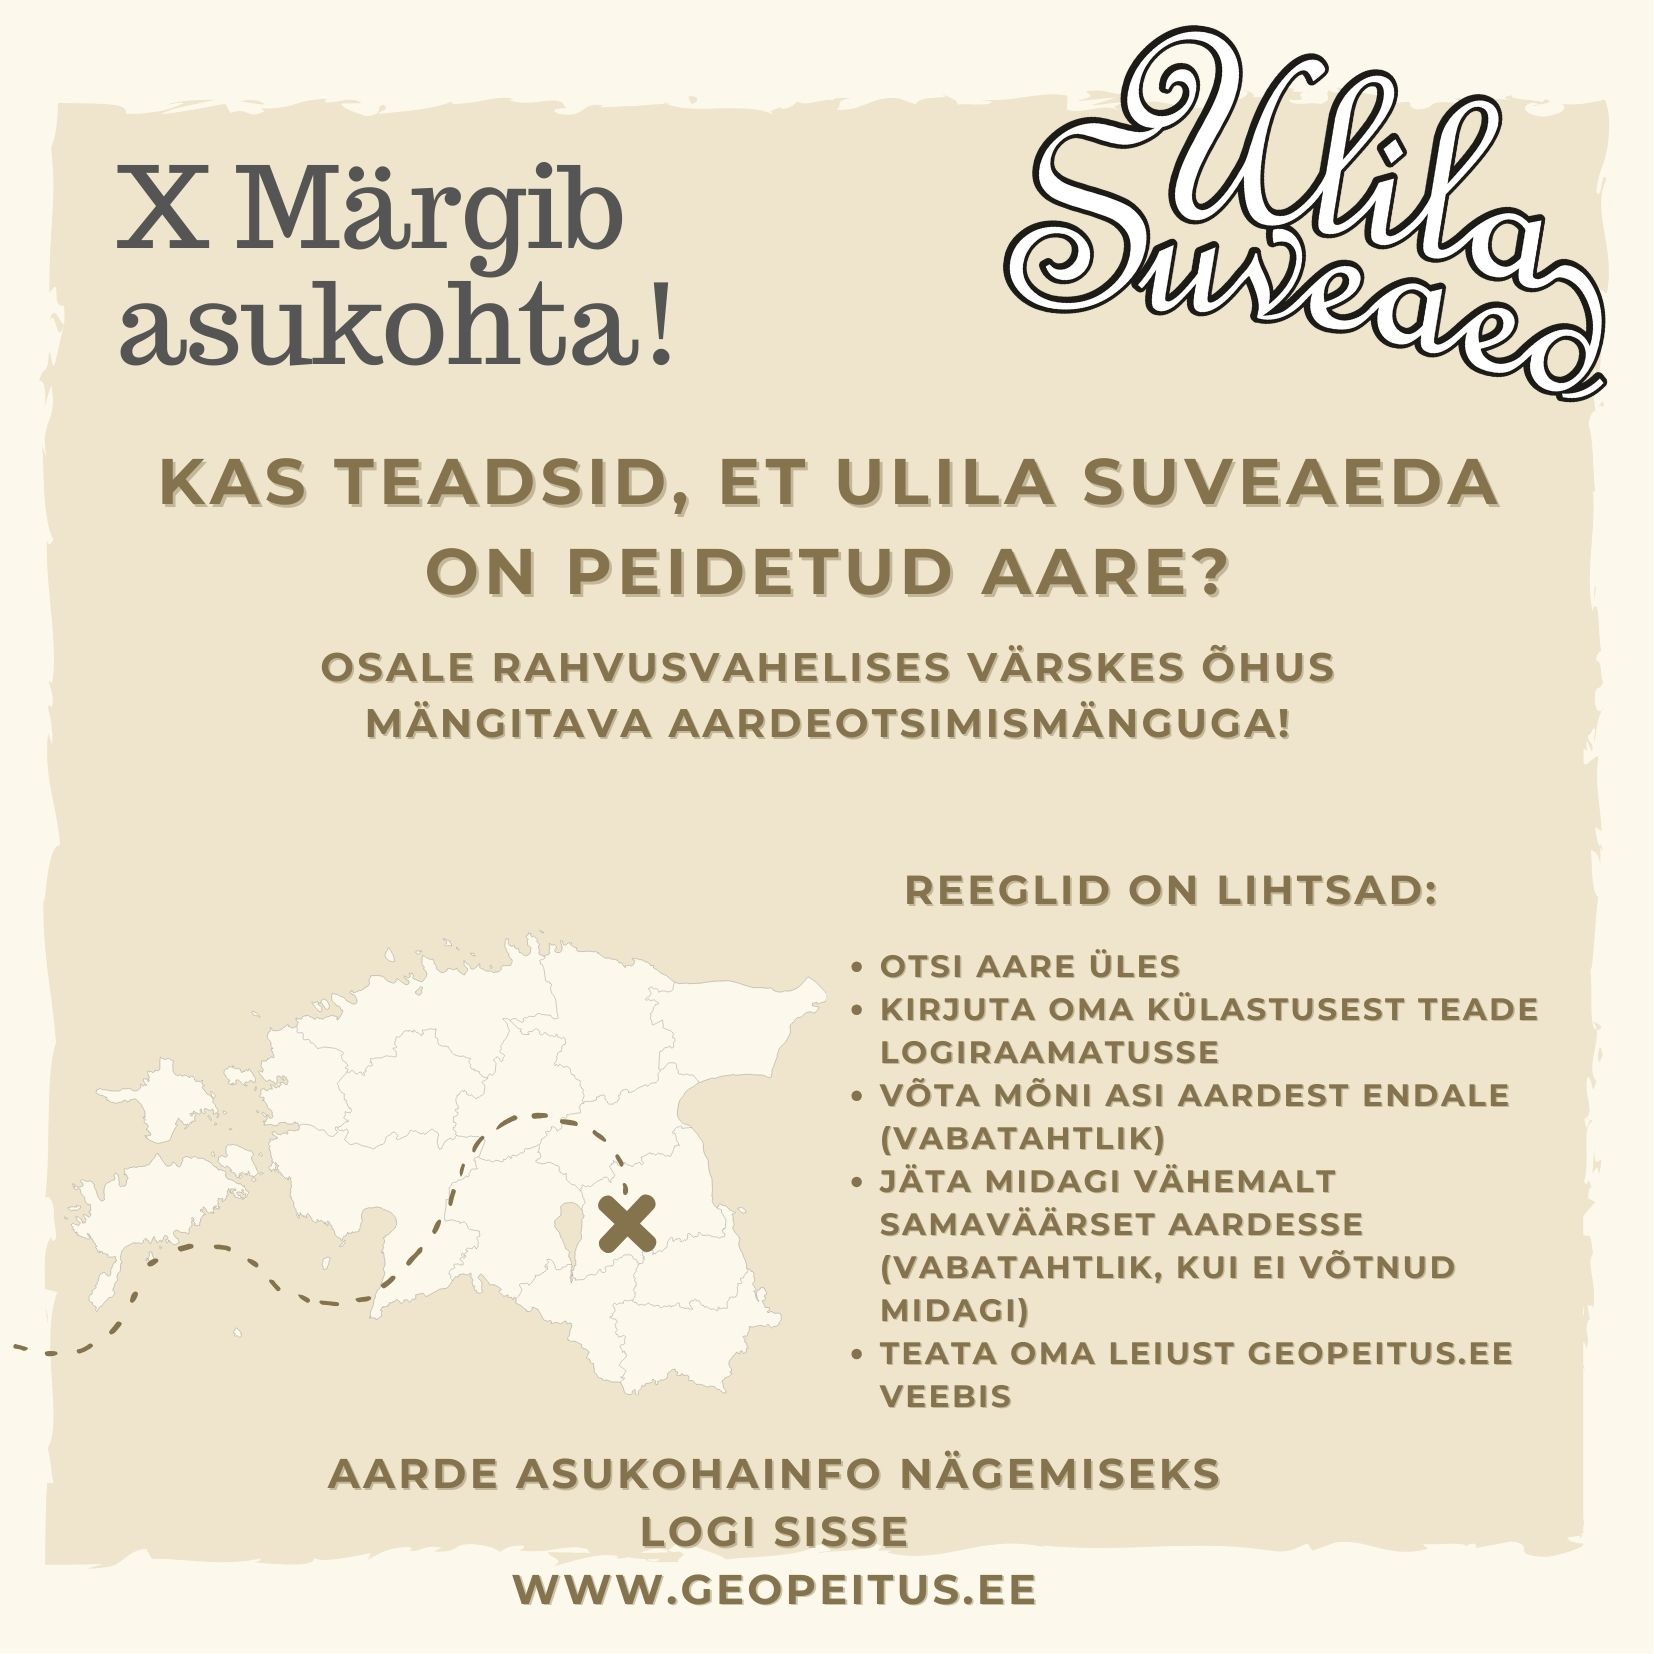 X Märgib
asukohta!
Ulila
Suveaed
KAS TEADSID, ET ULILA SUVEAEDA
ON PEIDETUD AARE?
OSALE RAHVUSVAHELISES VÄRSKES ÕHUS
MÄNGITAVA AARDEOTSIMISMÄNGUGA!
REEGLID ON LIHTSAD:
• OTSI AARE ÜLES
• KIRJUTA OMA KÜLASTUSEST TEADE
LOGIRAAMATUSSE
• VÕTA MÕNI ASI AARDEST ENDALE
(VABATAHTLIK)
• JÄTA MIDAGI VÄHEMALT
SAMAVÄÄRSET AARDESSE
(VABATAHTLIK, KUI EI VÕTNUD
MIDAGI)
• TEATA OMA LEIUST GEOPEITUS.EE
VEEBIS
AARDE ASUKOHAINFO NÄGEMISEKS
LOGI SISSE
WWW.GEOPEITUS.EE